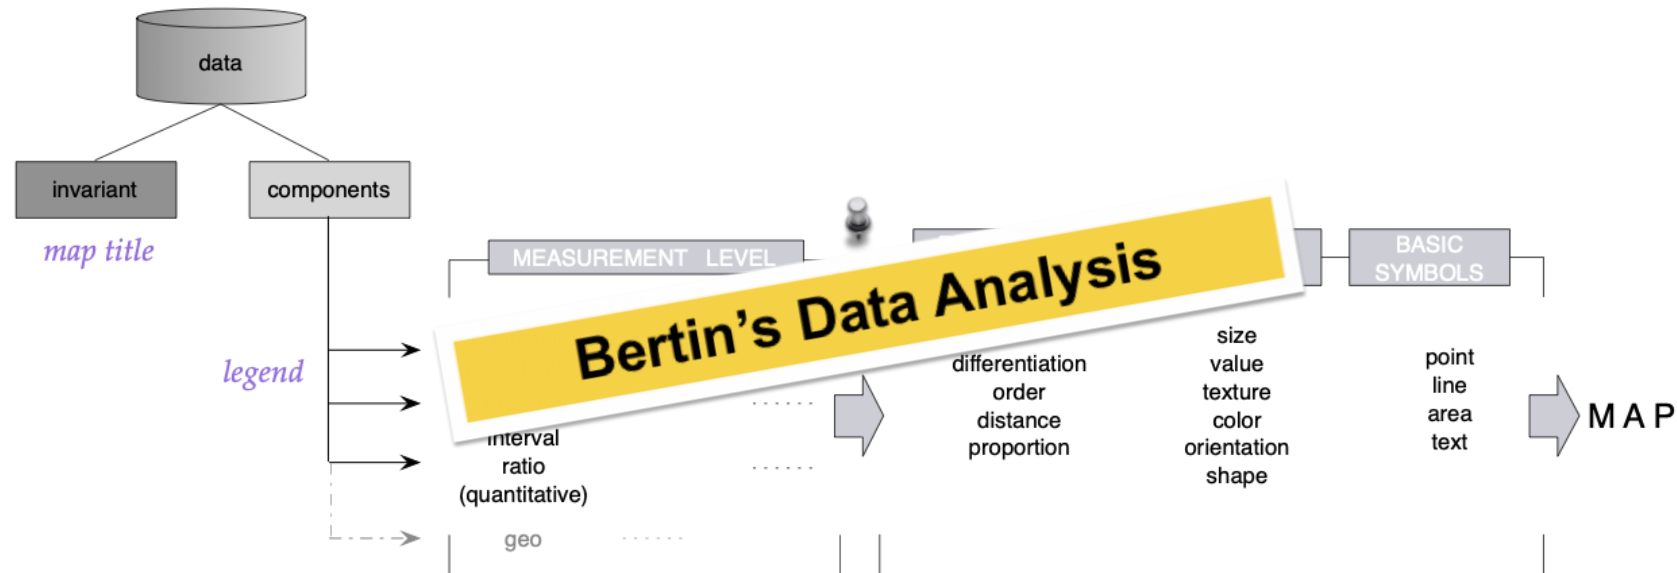 data
invariant
components
map title
MEASUREMENT LEVEL
BASIC
SYMBOLS
Bertin's Data Analysis
legend
interval
ratio
(quantitative)
geo
differentiation
order
distance
proportion
size
value
texture
color
orientation
shape
point
line
area
text
MAP